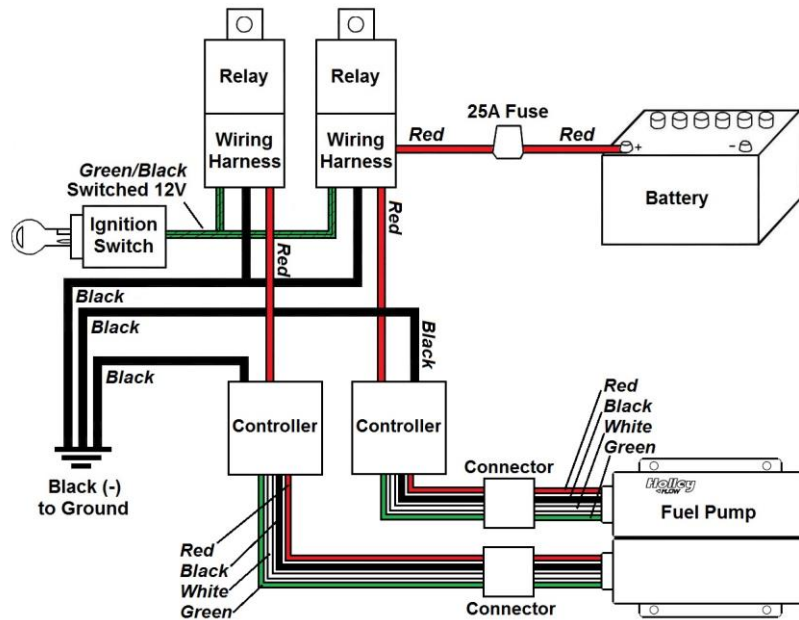 Relay
Relay
25A Fuse
Red
Red
Wiring
Harness
Wiring
Harness
+
-
Battery
Green/Black
Switched 12V
Ignition
Switch
Red
Red
Black
Black
Black
Black
Controller
Controller
Black (-)
to Ground
Red
Black
White
Green
Connector
Holley
FLOW
Fuel Pump
Red
Black
White
Green
Connector